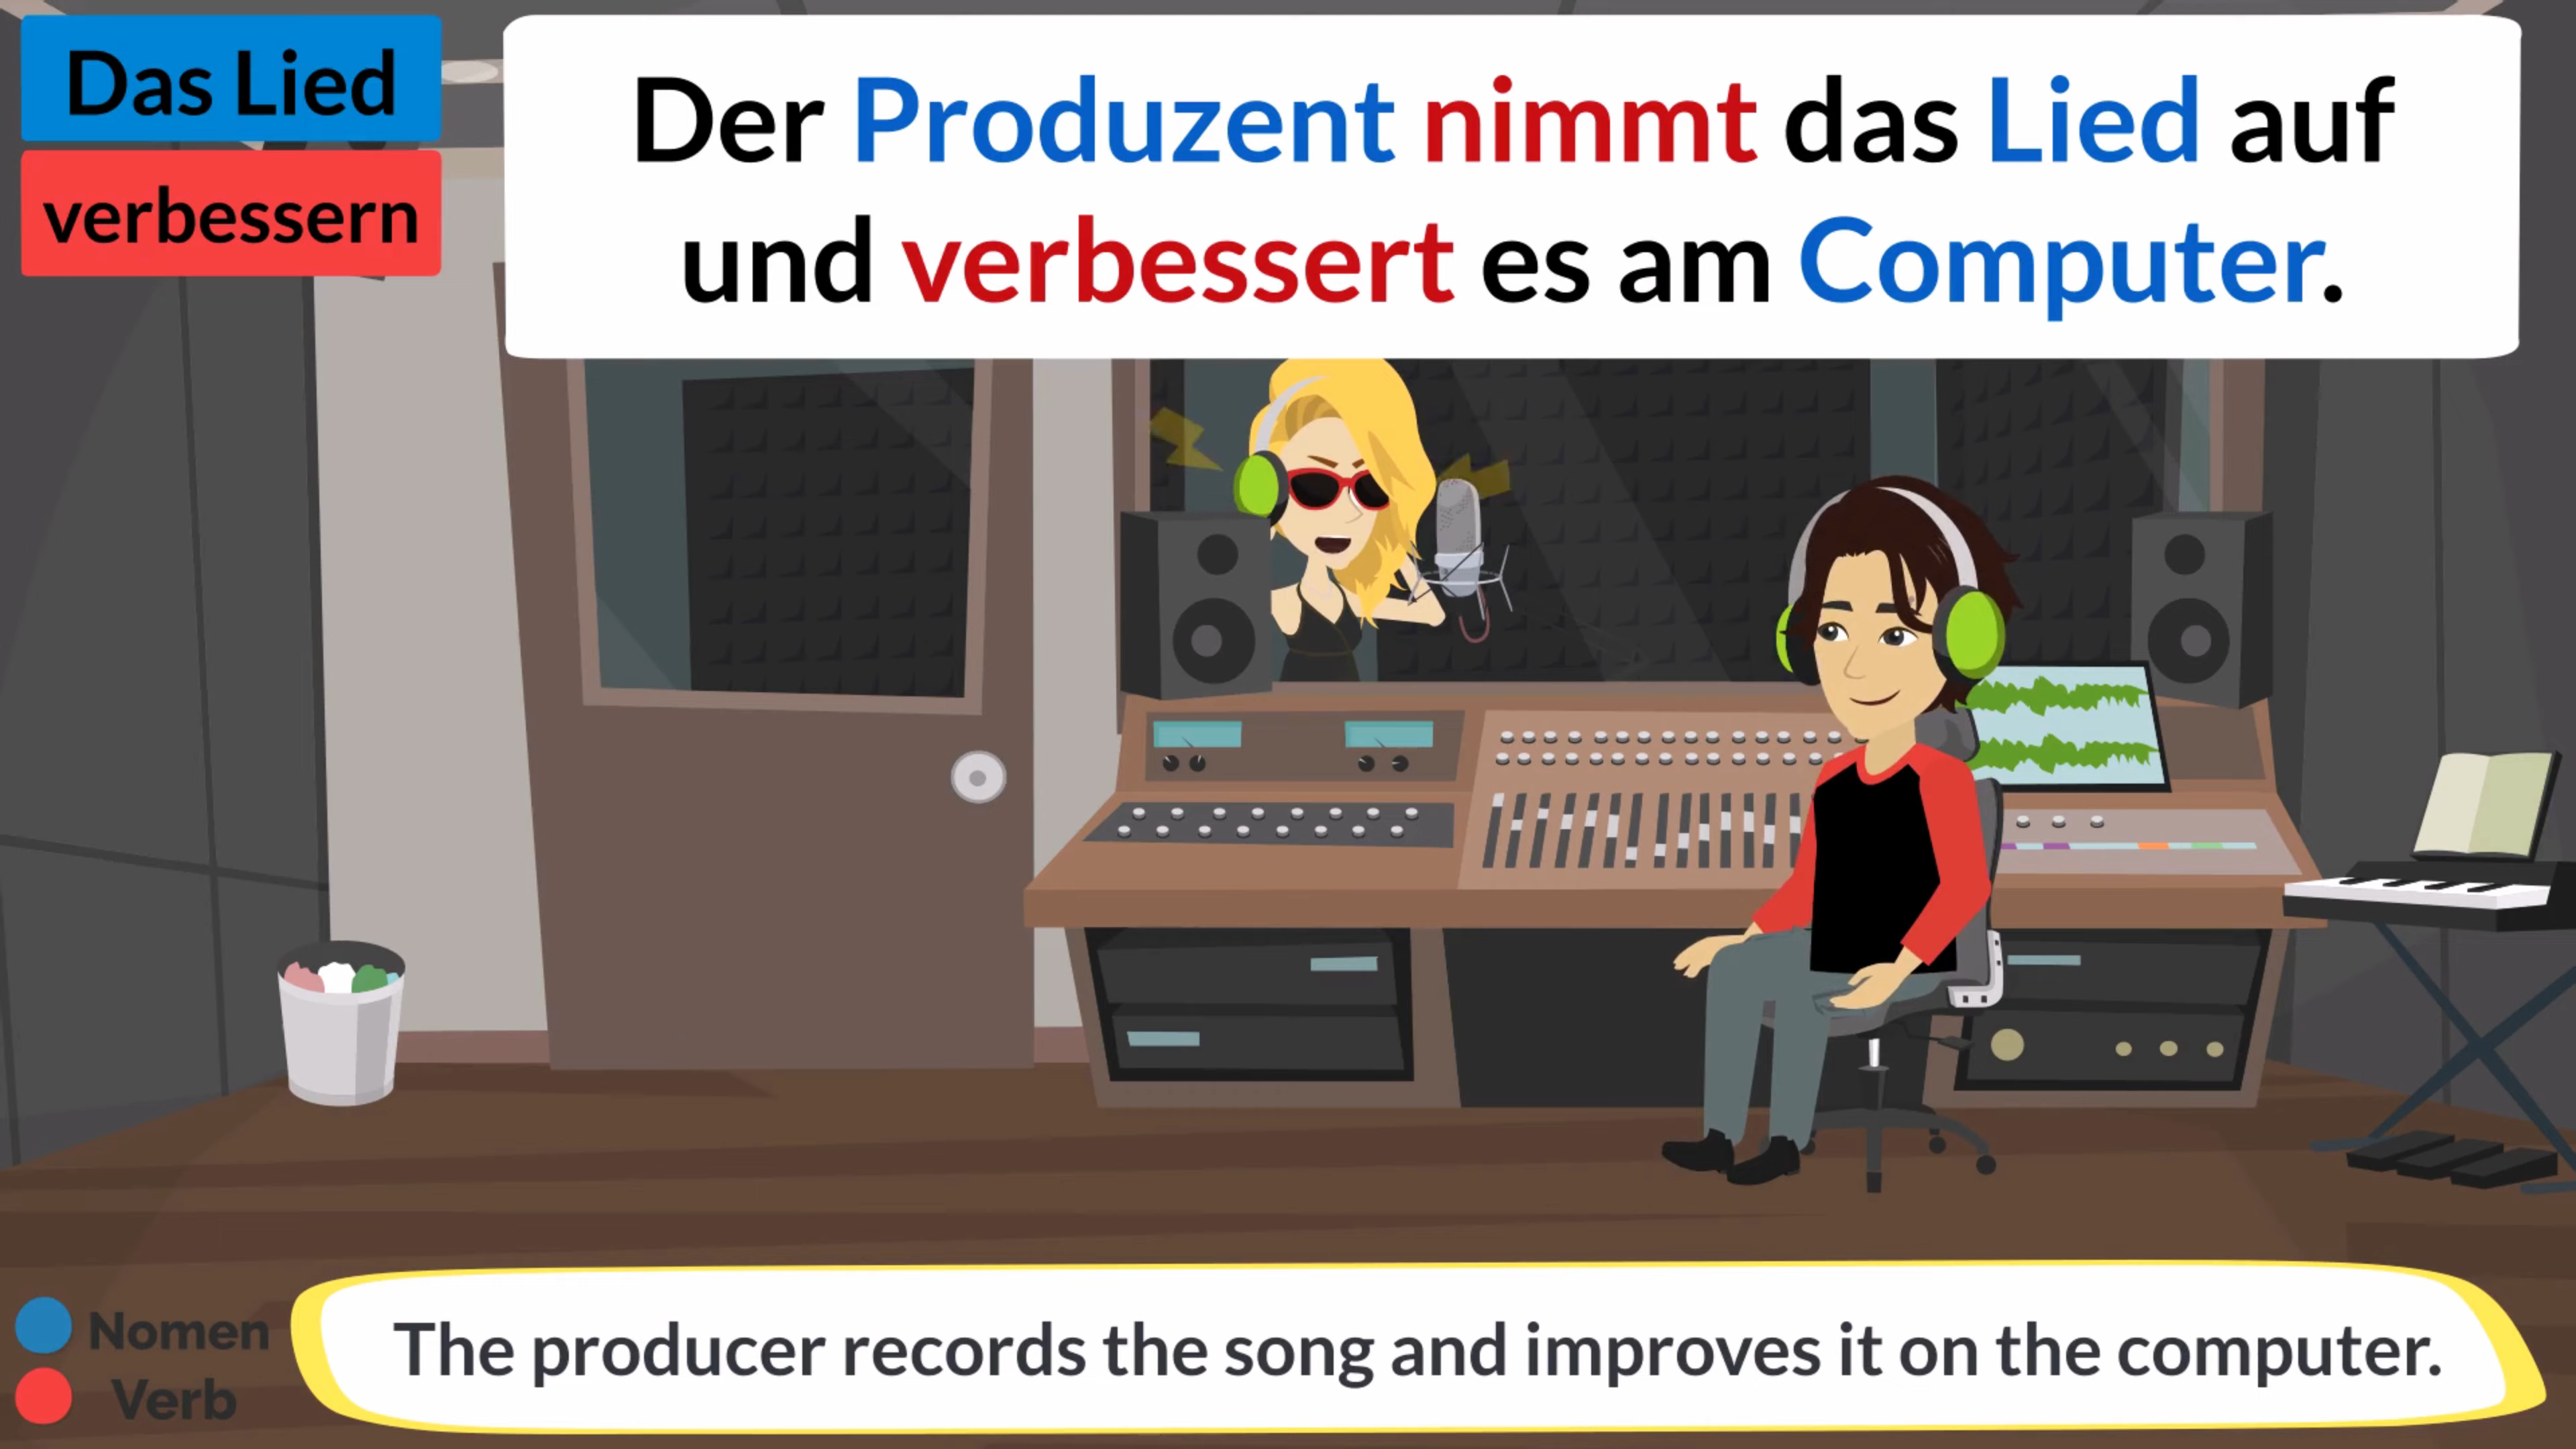 Das Lied
verbessern
Der Produzent nimmt das Lied auf
und verbessert es am Computer.
Nomen
Verb
The producer records the song and improves it on the computer.